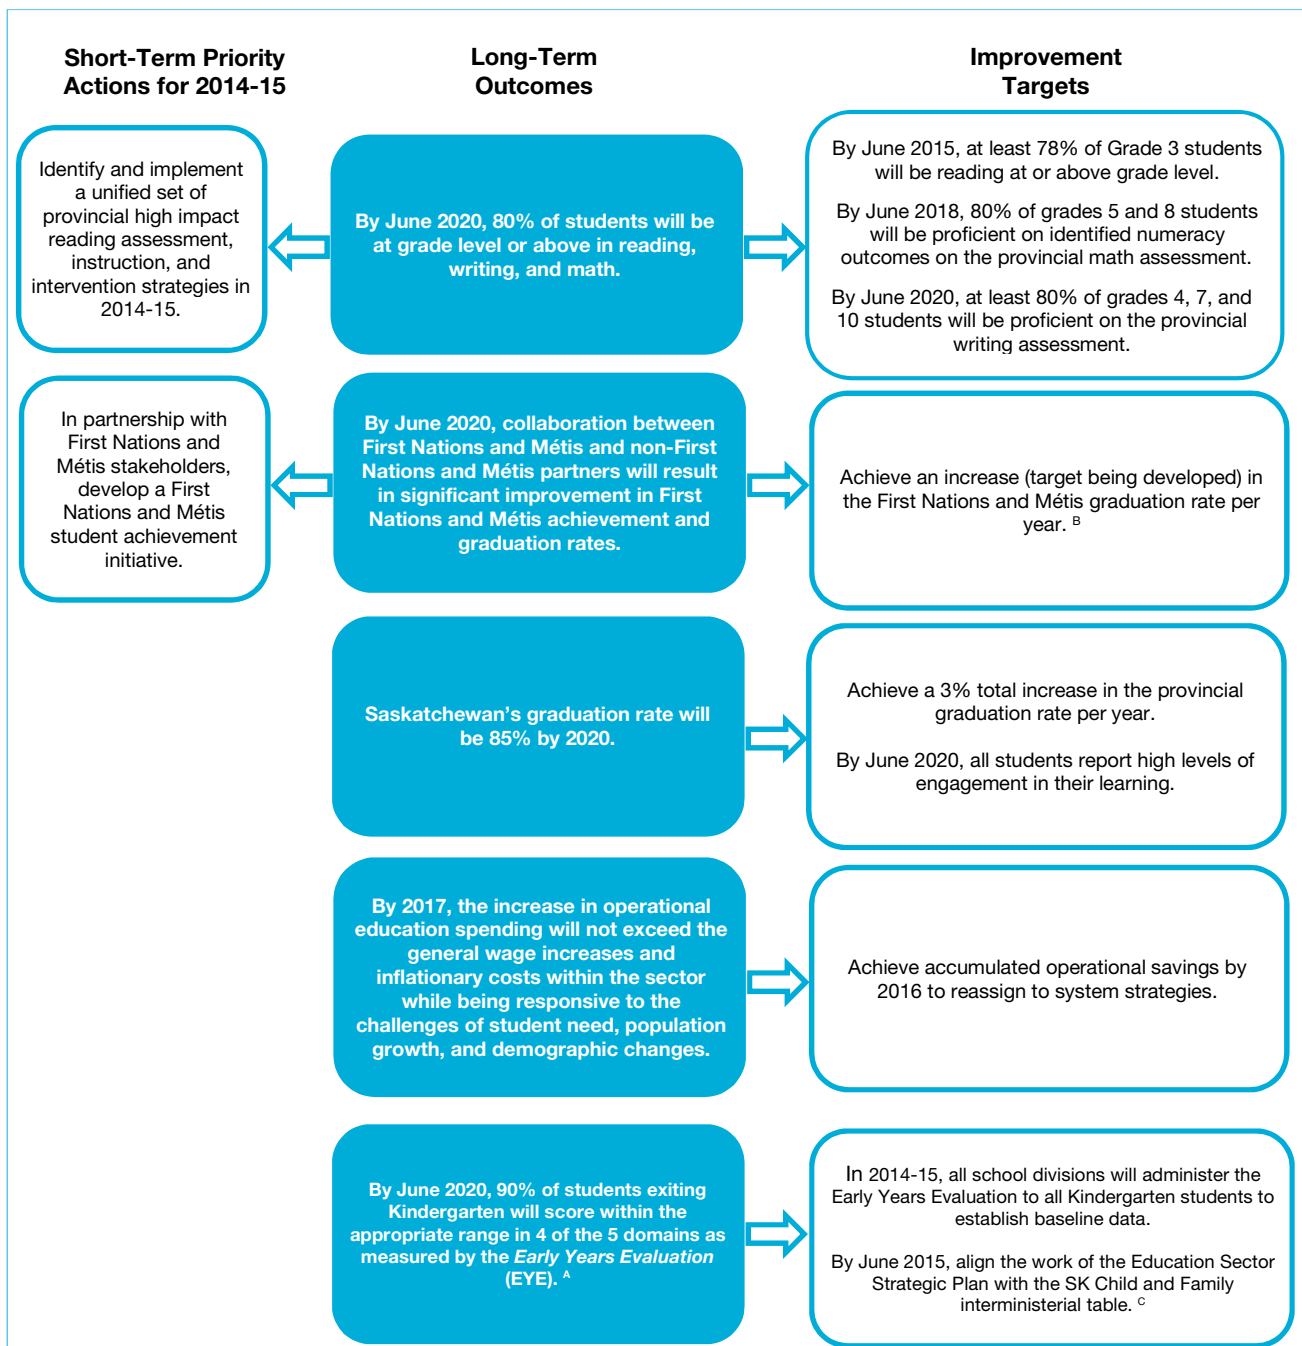 Short-Term Priority
Actions for 2014-15
Long-Term
Outcomes
Improvement
Targets
Identify and implement
a unified set of
provincial high impact
reading assessment,
instruction, and
intervention strategies in
2014-15.
By June 2020, 80% of students will be
at grade level or above in reading,
writing, and math.
By June 2015, at least 78% of Grade 3 students
will be reading at or above grade level.
By June 2018, 80% of grades 5 and 8 students
will be proficient on identified numeracy
outcomes on the provincial math assessment.
By June 2020, at least 80% of grades 4, 7, and
10 students will be proficient on the provincial
writing assessment.
In partnership with
First Nations and
Métis stakeholders,
develop a First
Nations and Métis
student achievement
initiative.
By June 2020, collaboration between
First Nations and Métis and non-First
Nations and Métis partners will result
in significant improvement in First
Nations and Métis achievement and
graduation rates.
Achieve an increase (target being developed) in
the First Nations and Métis graduation rate per
year. B
Saskatchewan's graduation rate will
be 85% by 2020.
Achieve a 3% total increase in the provincial
graduation rate per year.
By June 2020, all students report high levels of
engagement in their learning.
By 2017, the increase in operational
education spending will not exceed the
general wage increases and
inflationary costs within the sector
while being responsive to the
challenges of student need, population
growth, and demographic changes.
Achieve accumulated operational savings by
2016 to reassign to system strategies.
By June 2020, 90% of students exiting
Kindergarten will score within the
appropriate range in 4 of the 5 domains as
measured by the Early Years Evaluation
(EYE). A
In 2014-15, all school divisions will administer the
Early Years Evaluation to all Kindergarten students to
establish baseline data.
By June 2015, align the work of the Education Sector
Strategic Plan with the SK Child and Family
interministerial table. C